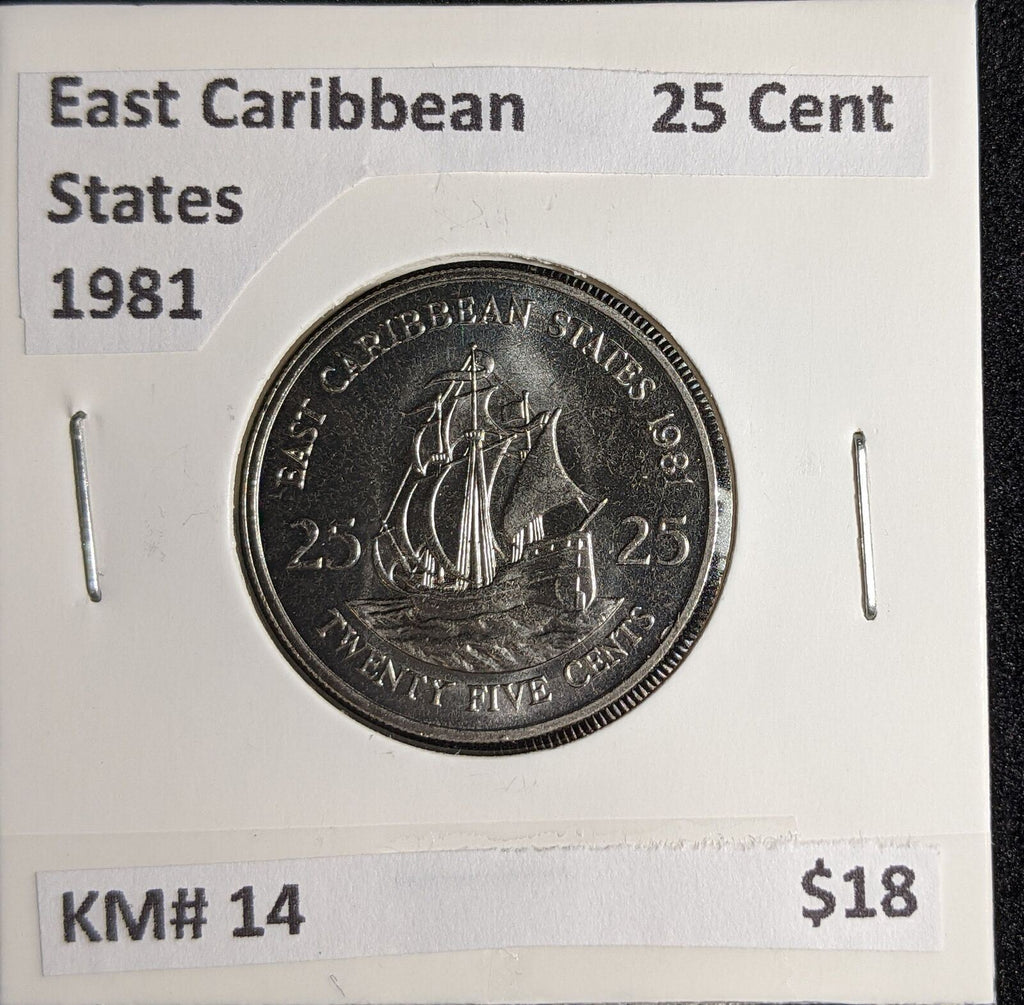 East Caribbean 25 Cent
States
1981
EAST CARIBBEAN STATES 1981
25 25
TWENTY FIVE CENTS
KM# 14 $18